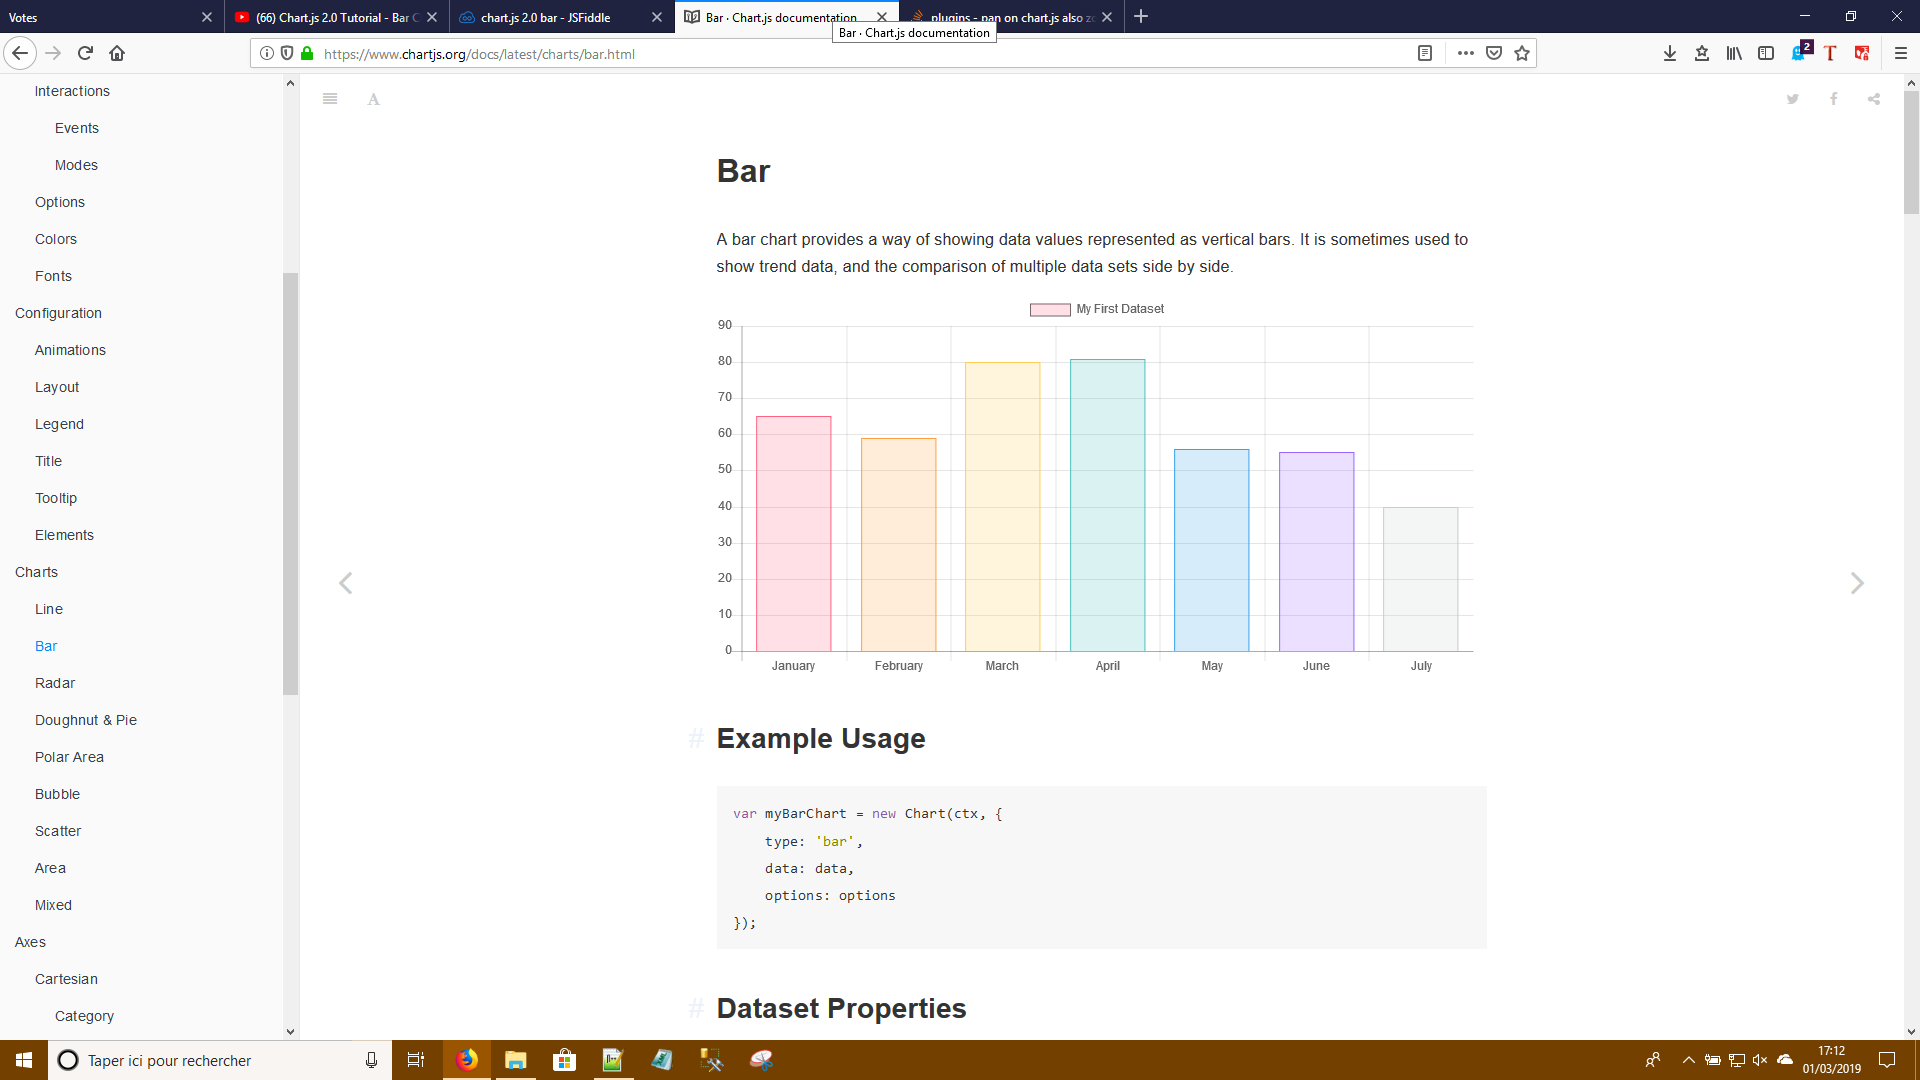 Votes
(66) Chart.js 2.0 Tutorial - Bar C
chart.js 2.0 bar - JSFiddle
Bar · Chart.js documentation
plugins - pan on chart.js also zo
Bar · Chart.js documentation
https://www.chartjs.org/docs/latest/charts/bar.html
2
Interactions
Events
Modes
Options
Colors
Fonts
Configuration
Animations
Layout
Legend
Title
Tooltip
Elements
Charts
Line
Bar
Radar
Doughnut & Pie
Polar Area
Bubble
Scatter
Area
Mixed
Axes
Cartesian
Category
Bar
A bar chart provides a way of showing data values represented as vertical bars. It is sometimes used to
show trend data, and the comparison of multiple data sets side by side.
My First Dataset
90
80
70
60
50
40
30
20
10
0
January February March April May June July
# Example Usage
var myBarChart = new Chart(ctx, {
    type: 'bar',
    data: data,
    options: options
});
# Dataset Properties
Taper ici pour rechercher
17:12
01/03/2019